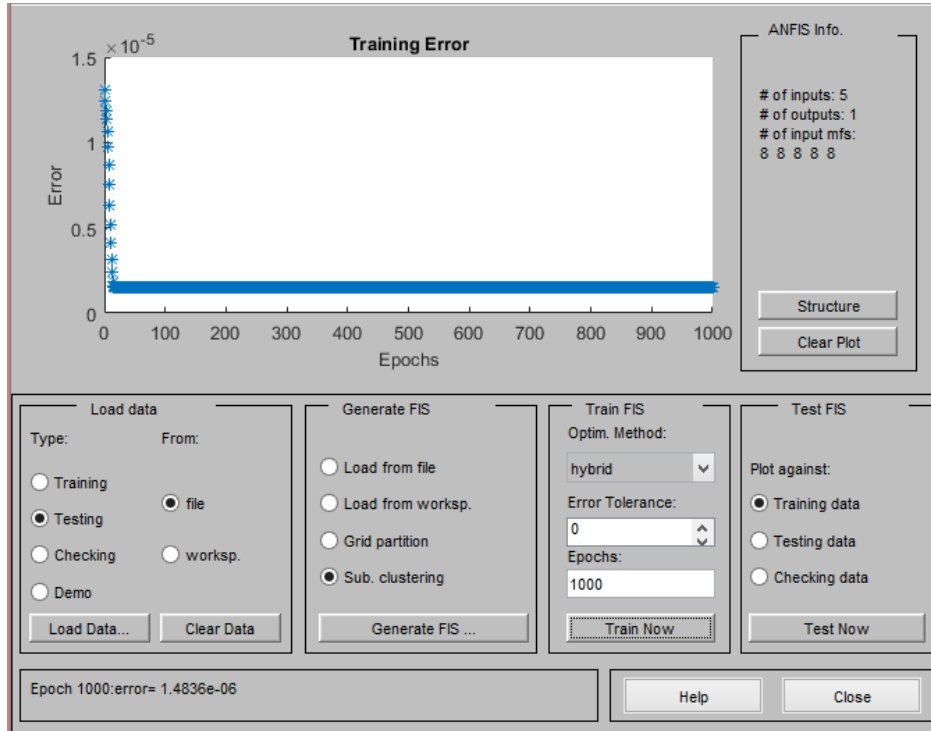 Training Error
×10^-5
1.5
1
0.5
0
Error
0 100 200 300 400 500 600 700 800 900 1000
Epochs
ANFIS Info.
# of inputs: 5
# of outputs: 1
# of input mfs:
8 8 8 8 8
Structure
Clear Plot
Load data
Type:
From:
Training
Testing
Checking
Demo
file
worksp.
Load Data...
Clear Data
Generate FIS
Load from file
Load from worksp.
Grid partition
Sub. clustering
Generate FIS ...
Train FIS
Optim. Method:
hybrid
Error Tolerance:
0
Epochs:
1000
Train Now
Test FIS
Plot against:
Training data
Testing data
Checking data
Test Now
Epoch 1000:error= 1.4836e-06
Help
Close